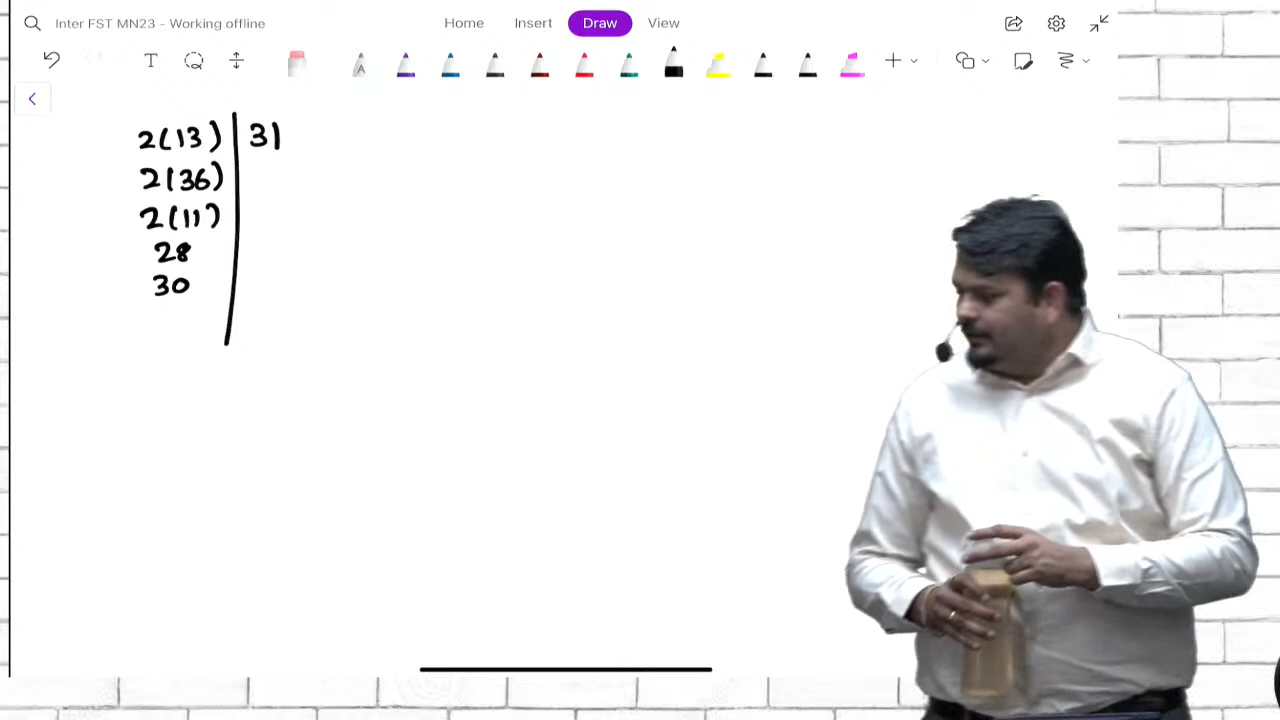 Inter FST MN23 - Working offline
Home Insert Draw View
T
A
2(13) 31
2(36)
2(11)
28
30